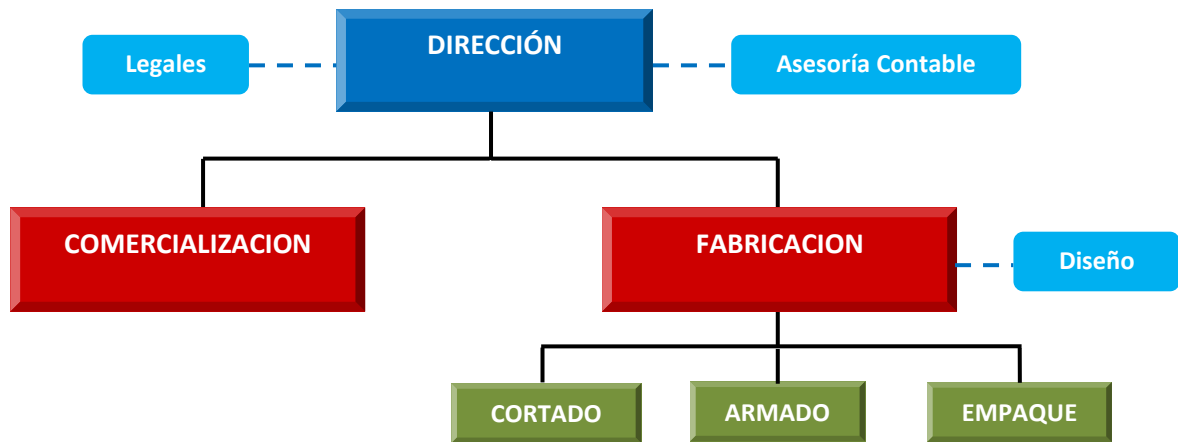 DIRECCIÓN
Legales
Asesoría Contable
COMERCIALIZACION
FABRICACION
Diseño
CORTADO
ARMADO
EMPAQUE